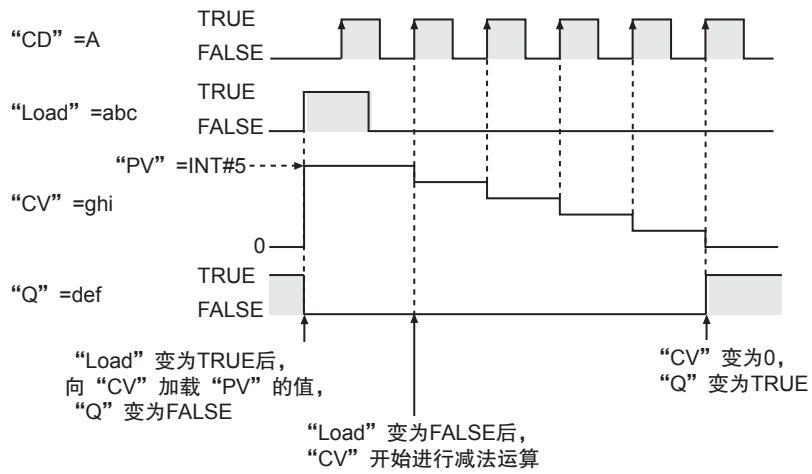 TRUE
“CD”=A
FALSE
TRUE
“Load”=abc
FALSE
“PV”=INT#5
“CV”=ghi
0
TRUE
“Q”=def
FALSE
“Load”变为TRUE后，
向“CV”加载“PV”的值，
“Q”变为FALSE
“CV”变为0，
“Q”变为TRUE
“Load”变为FALSE后，
“CV”开始进行减法运算